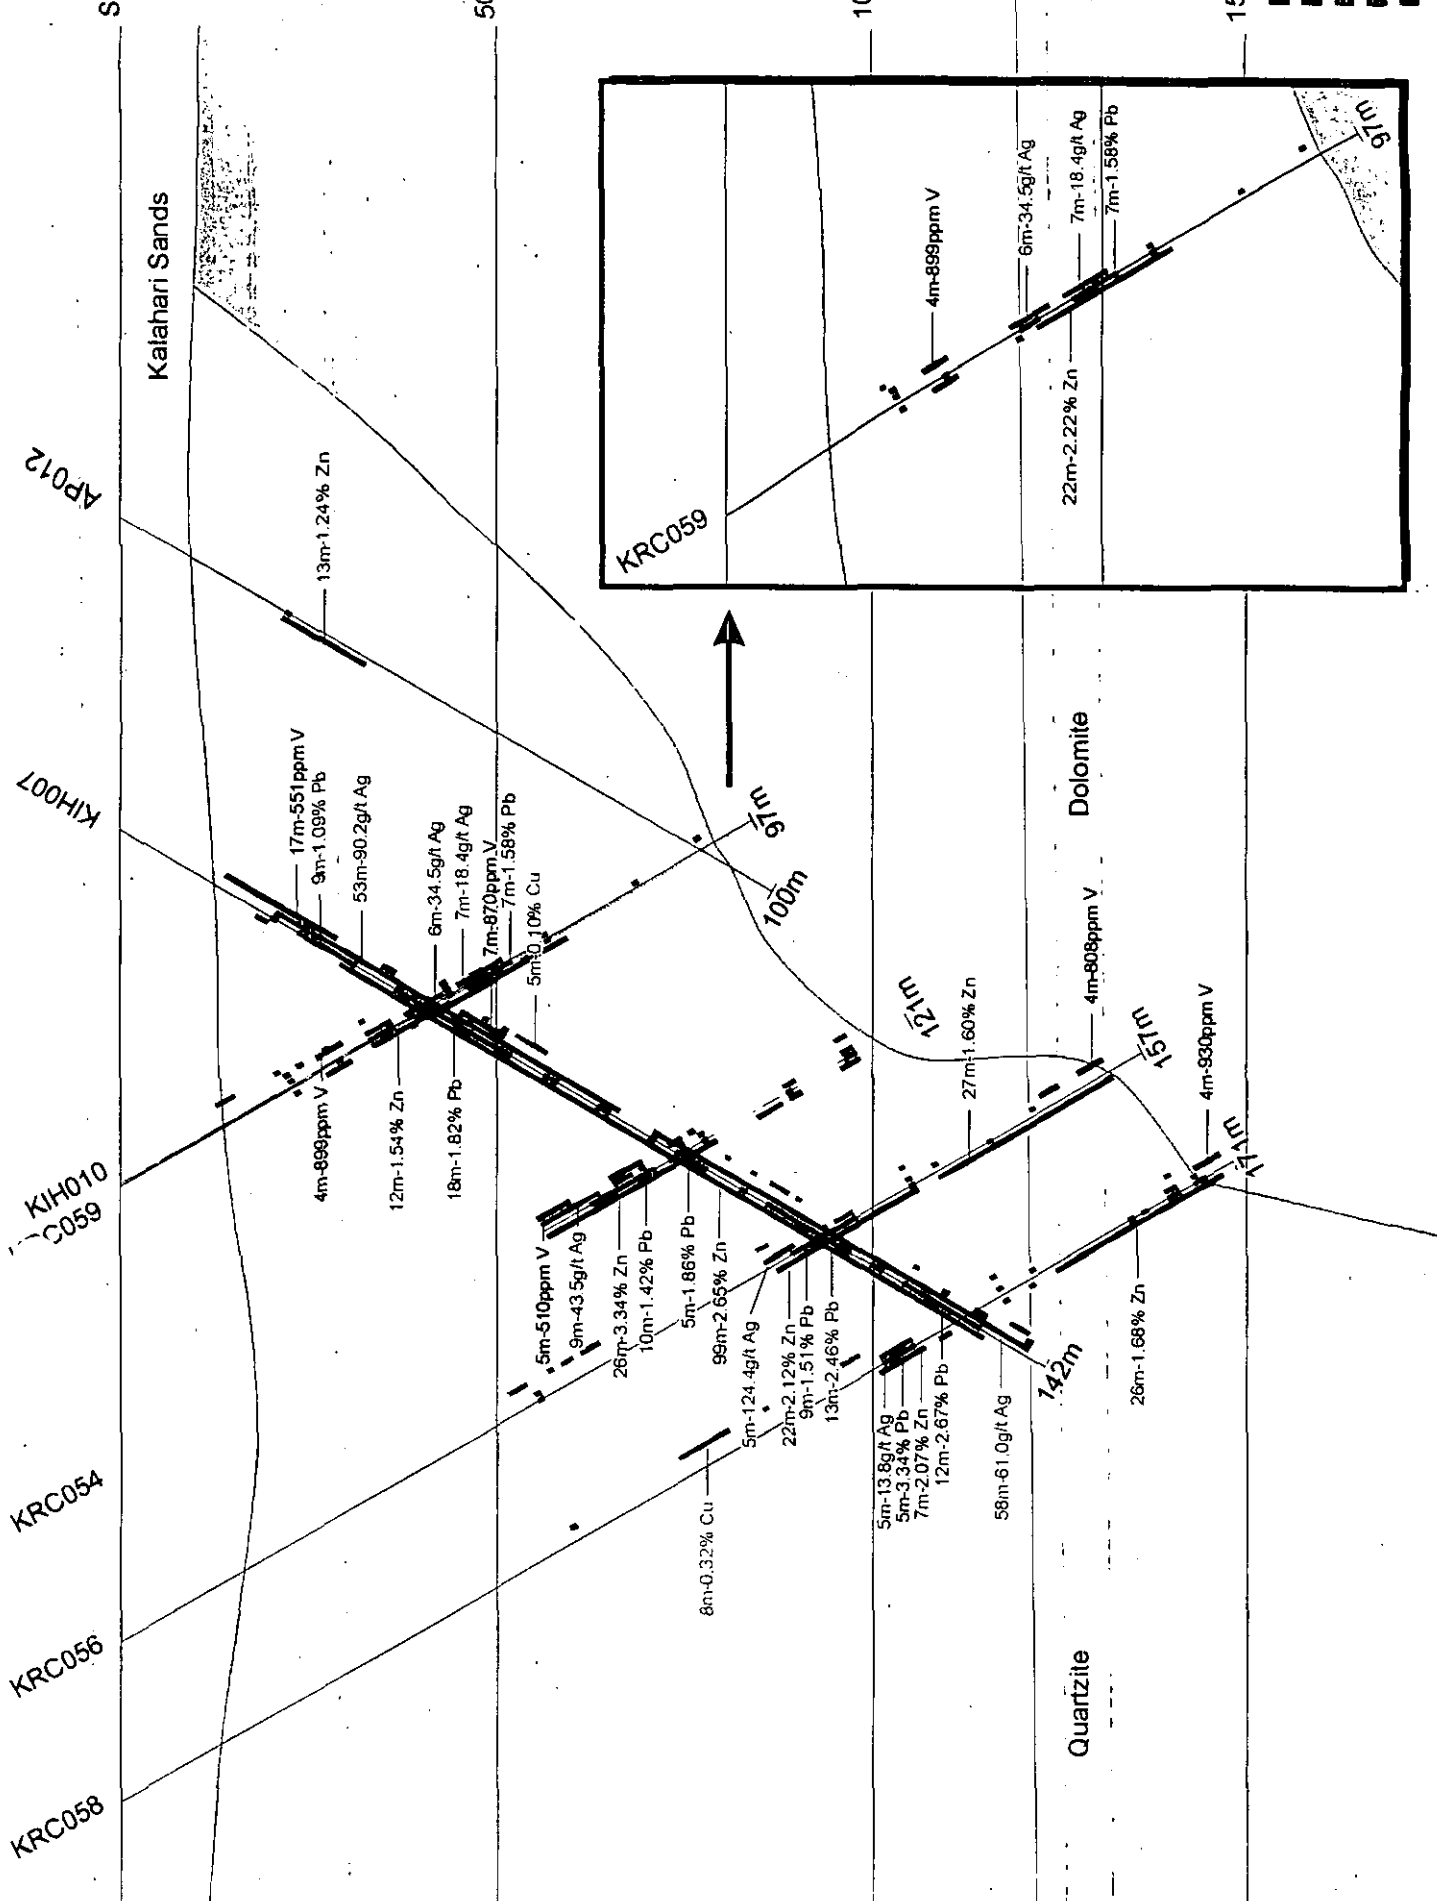 S
50
10
15
Kalahari Sands
AP012
KIH007
KIH010
C059
KRC054
KRC056
KRC058
13m-1.24% Zn
17m-551ppm V
9m-1.09% Pb
53m-90.2g/t Ag
6m-34.5g/t Ag
7m-18.4g/t Ag
7m-870ppm V
7m-1.58% Pb
5m-0.10% Cu
4m-899ppm V
12m-1.54% Zn
18m-1.82% Pb
97m
100m
121m
5m-510ppm V
9m-43.5g/t Ag
26m-3.34% Zn
10m-1.42% Pb
5m-1.86% Pb
99m-2.65% Zn
5m-124.4g/t Ag
22m-2.12% Zn
9m-1.51% Pb
13m-2.46% Pb
27m-1.60% Zn
4m-808ppm V
157m
4m-930ppm V
171m
8m-0.32% Cu
5m-13.8g/t Ag
5m-3.34% Pb
7m-2.07% Zn
12m-2.67% Pb
58m-61.0g/t Ag
142m
26m-1.68% Zn
Dolomite
Quartzite
KRC059
4m-899ppm V
6m-34.5g/t Ag
7m-18.4g/t Ag
7m-1.58% Pb
22m-2.22% Zn
97m